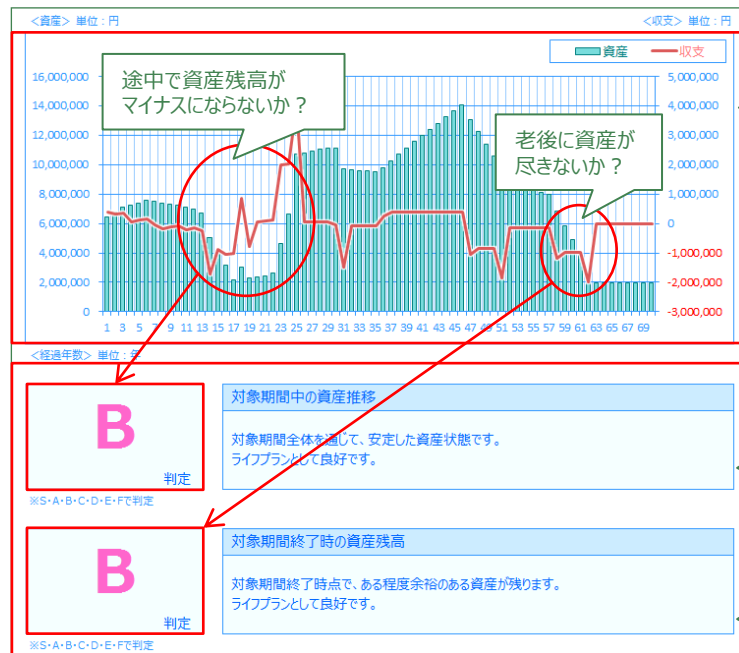 <資産> 単位：円
<収支> 単位：円
資産 収支
途中で資産残高が
マイナスにならないか？
老後に資産が
尽きないか？
16,000,000
14,000,000
12,000,000
10,000,000
8,000,000
6,000,000
4,000,000
2,000,000
0
5,000,000
4,000,000
3,000,000
2,000,000
1,000,000
0
-1,000,000
-2,000,000
-3,000,000
1 3 5 7 9 11 13 15 17 19 21 23 25 27 29 31 33 35 37 39 41 43 45 47 49 51 53 55 57 59 61 63 65 67 69
<経過年数> 単位：年
B
判定
※S・A・B・C・D・E・Fで判定
対象期間中の資産推移
対象期間全体を通じて、安定した資産状態です。
ライフプランとして良好です。
B
判定
※S・A・B・C・D・E・Fで判定
対象期間終了時の資産残高
対象期間終了時点で、ある程度余裕のある資産が残ります。
ライフプランとして良好です。